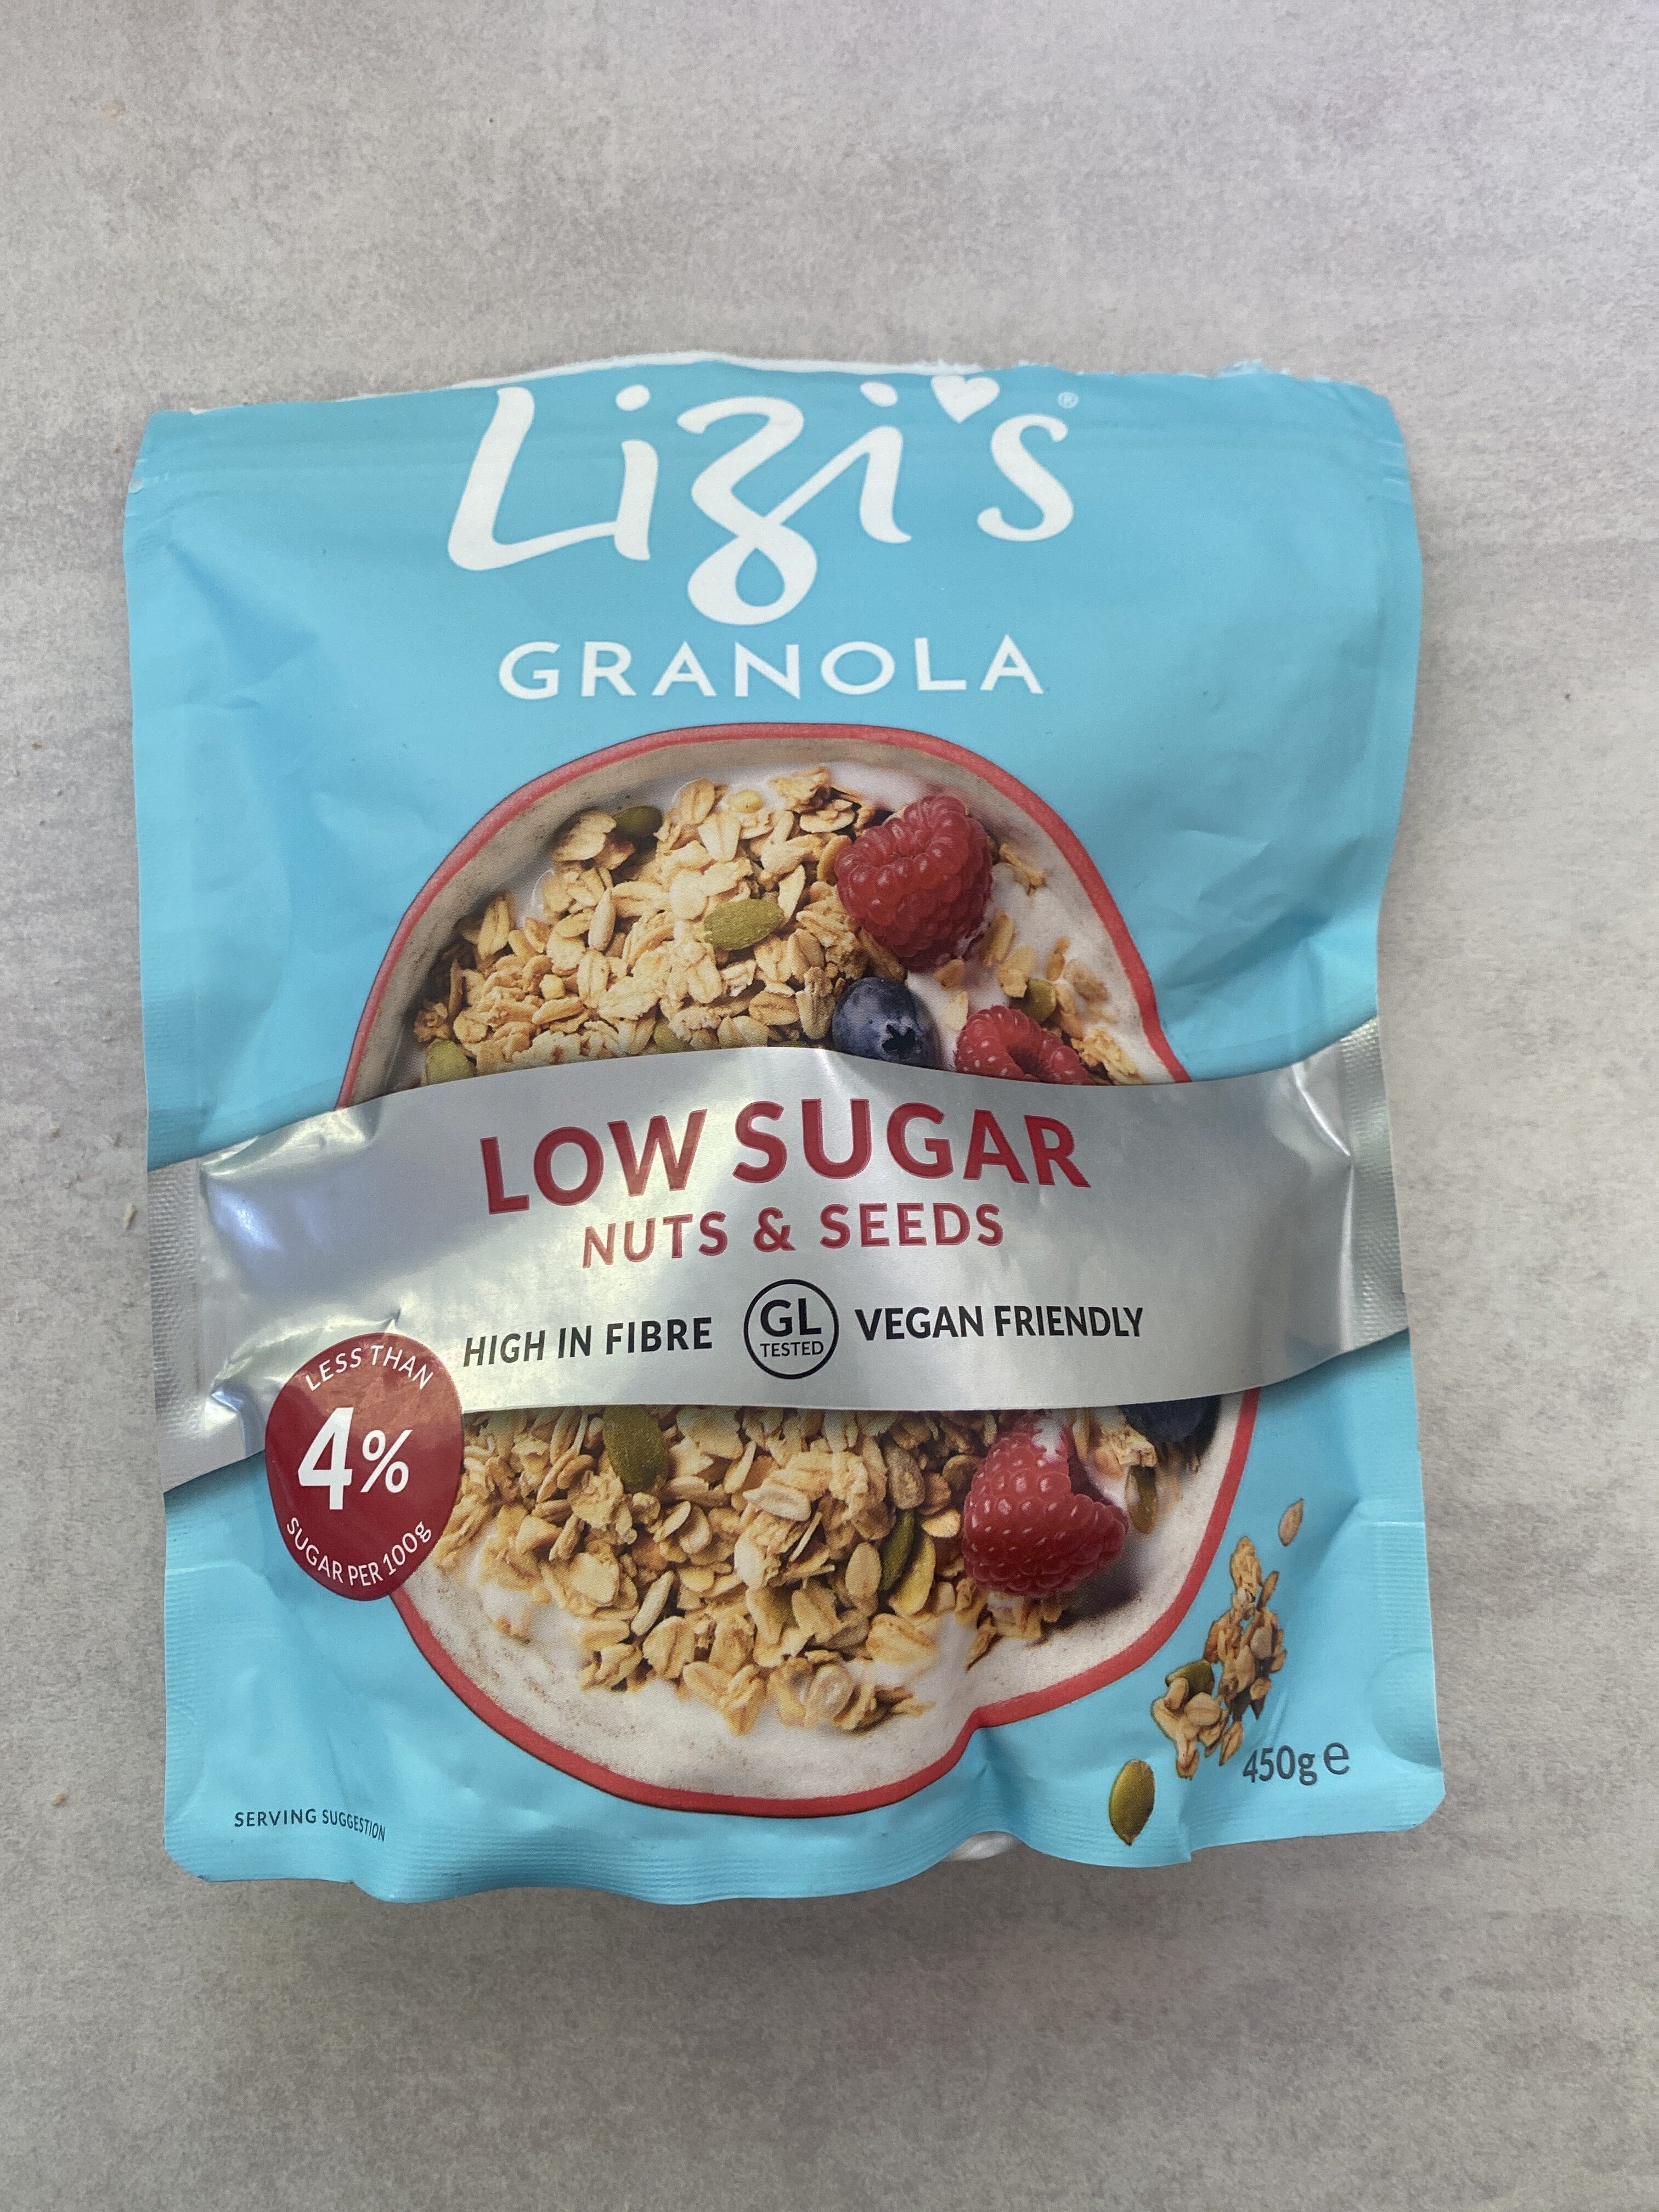 Lizi's®
GRANOLA
LOW SUGAR
NUTS & SEEDS
HIGH IN FIBRE GL TESTED VEGAN FRIENDLY
LESS THAN
4%
SUGAR PER 100g
450g e
SERVING SUGGESTION